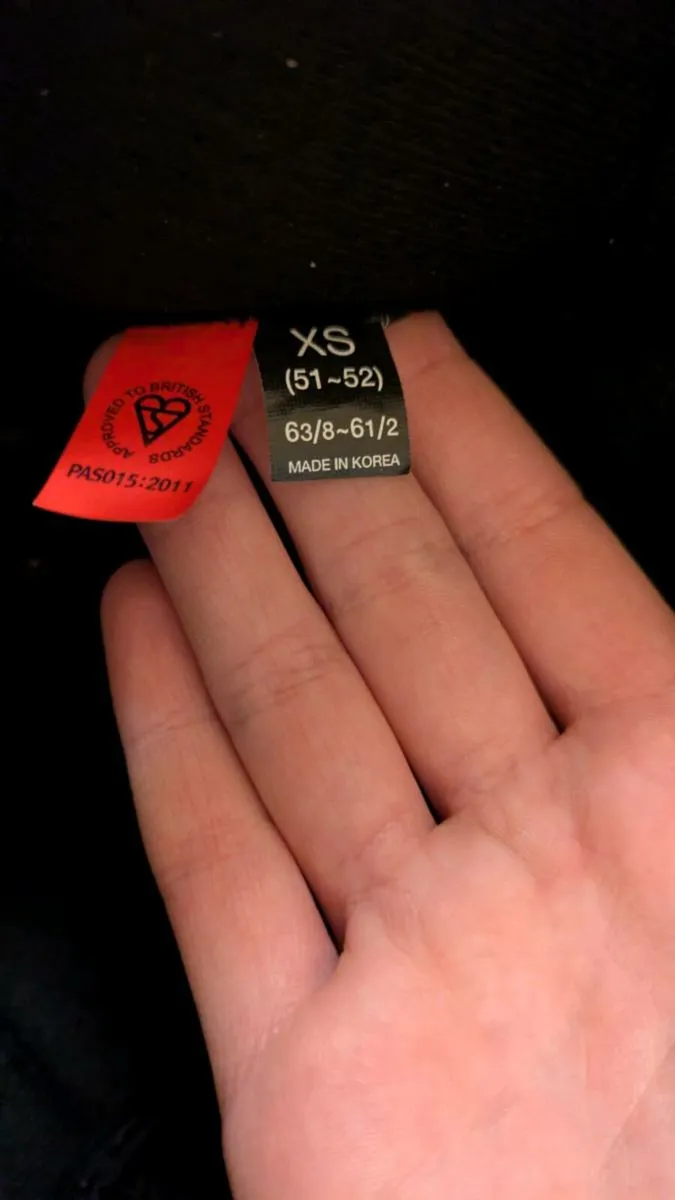 APPROVED TO BRITISH STANDARDS
PAS015:2011
XS
(51~52)
63/8~61/2
MADE IN KOREA